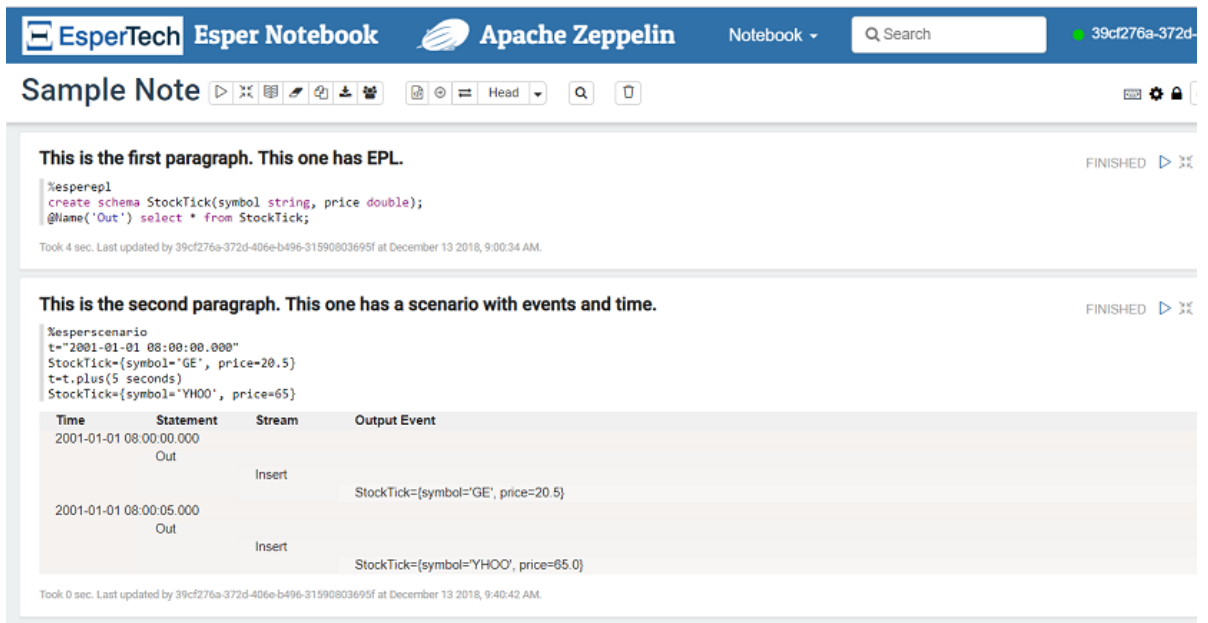 EsperTech Esper Notebook Apache Zeppelin Notebook Search 39cf276a-372d-
Sample Note Head
This is the first paragraph. This one has EPL.
FINISHED
%esperepl
create schema StockTick(symbol string, price double);
@Name('Out') select * from StockTick;
Took 4 sec. Last updated by 39cf276a-372d-406e-b496-31590803695f at December 13 2018, 9:00:34 AM.
This is the second paragraph. This one has a scenario with events and time.
FINISHED
%esperscenario
t="2001-01-01 08:00:00.000"
StockTick={symbol='GE', price=20.5}
t=t.plus(5 seconds)
StockTick={symbol='YHOO', price=65}
Time Statement Stream Output Event
2001-01-01 08:00:00.000
Out
Insert
StockTick={symbol='GE', price=20.5}
2001-01-01 08:00:05.000
Out
Insert
StockTick={symbol='YHOO', price=65.0}
Took 0 sec. Last updated by 39cf276a-372d-406e-b496-31590803695f at December 13 2018, 9:40:42 AM.